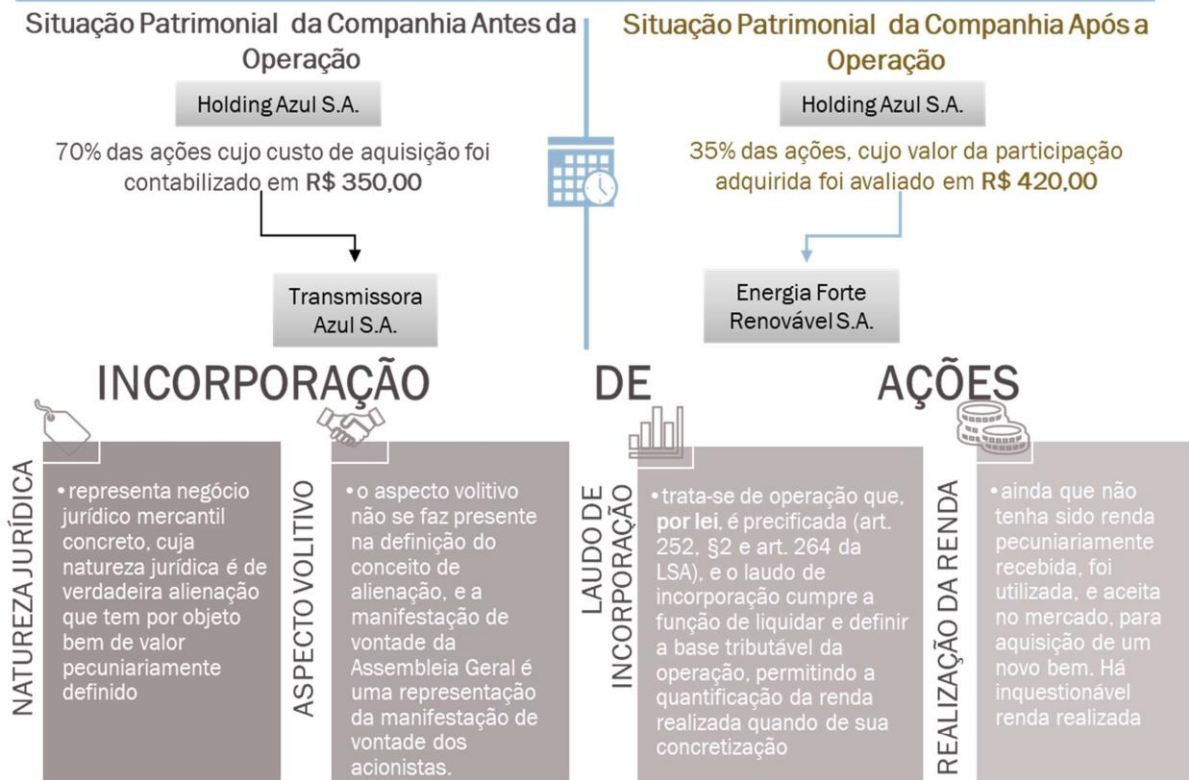 Situação Patrimonial da Companhia Antes da
Operação
Holding Azul S.A.
70% das ações cujo custo de aquisição foi
contabilizado em R$ 350,00
Transmissora
Azul S.A.
Situação Patrimonial da Companhia Após a
Operação
Holding Azul S.A.
35% das ações, cujo valor da participação
adquirida foi avaliado em R$ 420,00
Energia Forte
Renovável S.A.
INCORPORAÇÃO DE AÇÕES
NATUREZA JURÍDICA
• representa negócio
jurídico mercantil
concreto, cuja
natureza jurídica é de
verdadeira alienação
que tem por objeto
bem de valor
pecuniariamente
definido
ASPECTO VOLITIVO
• o aspecto volitivo
não se faz presente
na definição do
conceito de
alienação, e a
manifestação de
vontade da
Assembleia Geral é
uma representação
da manifestação de
vontade dos
acionistas.
LAUDO DE
INCORPORAÇÃO
• trata-se de operação que,
por lei, é precificada (art.
252, §2 e art. 264 da
LSA), e o laudo de
incorporação cumpre a
função de liquidar e definir
a base tributável da
operação, permitindo a
quantificação da renda
realizada quando de sua
concretização
REALIZAÇÃO DA RENDA
• ainda que não
tenha sido renda
pecuniariamente
recebida, foi
utilizada, e aceita
no mercado, para
aquisição de um
novo bem. Há
inquestionável
renda realizada